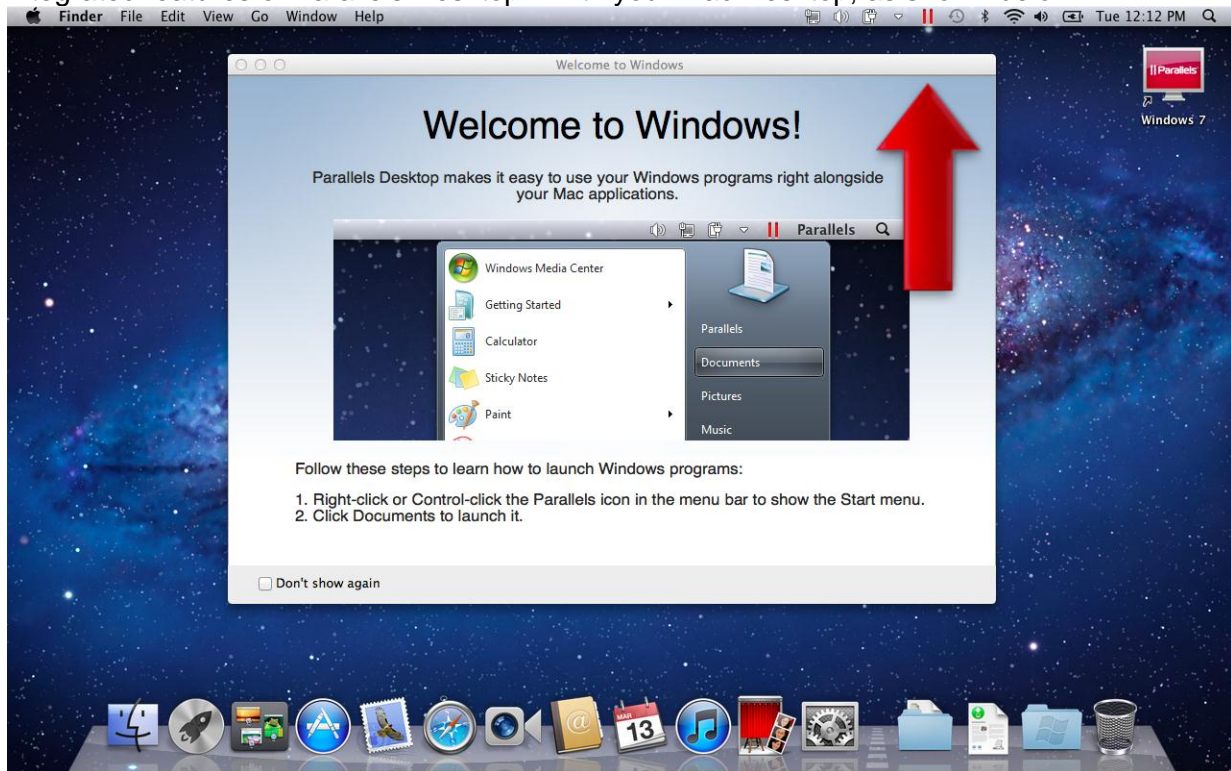 Finder File Edit View Go Window Help Tue 12:12 PM
Welcome to Windows
Parallels
Windows 7
Welcome to Windows!
Parallels Desktop makes it easy to use your Windows programs right alongside
your Mac applications.
Parallels
Windows Media Center
Getting Started
Calculator
Sticky Notes
Paint
Parallels
Documents
Pictures
Music
Follow these steps to learn how to launch Windows programs:
1. Right-click or Control-click the Parallels icon in the menu bar to show the Start menu.
2. Click Documents to launch it.
Don't show again
MAR
13